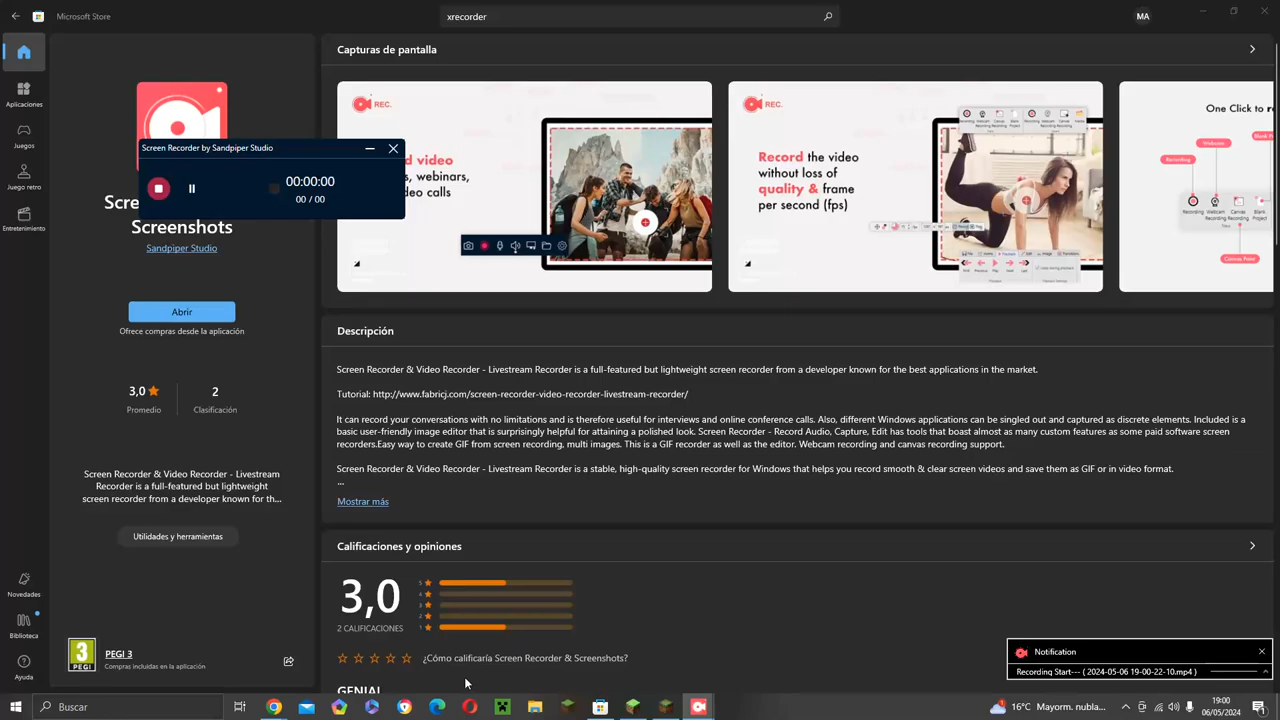 Microsoft Store
xrecorder
MA
Aplicaciones
Juegos
Juego retro
Entretenimiento
Novedades
Biblioteca
Ayuda
Screen Recorder by Sandpiper Studio
00:00:00
00 / 00
Screenshots
Sandpiper Studio
Abrir
Ofrece compras desde la aplicación
3,0
2
Promedio
Clasificación
Screen Recorder & Video Recorder - Livestream
Recorder is a full-featured but lightweight
screen recorder from a developer known for th...
Utilidades y herramientas
3
PEGI
PEGI 3
Compras incluidas en la aplicación
Capturas de pantalla
REC.
video
s, webinars,
deo calls
REC.
Record the video
without loss of
quality & frame
per second (fps)
One Click to r
Webcam
Recording
Canvas
Descripción
Screen Recorder & Video Recorder - Livestream Recorder is a full-featured but lightweight screen recorder from a developer known for the best applications in the market.
Tutorial: http://www.fabricj.com/screen-recorder-video-recorder-livestream-recorder/
It can record your conversations with no limitations and is therefore useful for interviews and online conference calls. Also, different Windows applications can be singled out and captured as discrete elements. Included is a
basic user-friendly image editor that is surprisingly helpful for attaining a polished look. Screen Recorder - Record Audio, Capture, Edit has tools that boast almost as many custom features as some paid software screen
recorders.Easy way to create GIF from screen recording, multi images. This is a GIF recorder as well as the editor. Webcam recording and canvas recording support.
Screen Recorder & Video Recorder - Livestream Recorder is a stable, high-quality screen recorder for Windows that helps you record smooth & clear screen videos and save them as GIF or in video format.
...
Mostrar más
Calificaciones y opiniones
3,0
2 CALIFICACIONES
5
4
3
2
1
¿Cómo calificaría Screen Recorder & Screenshots?
GENIAL
Notification
Recording Start--- ( 2024-05-06 19-00-22-10.mp4 )
Buscar
16°C Mayorm. nubla...
19:00
06/05/2024
1